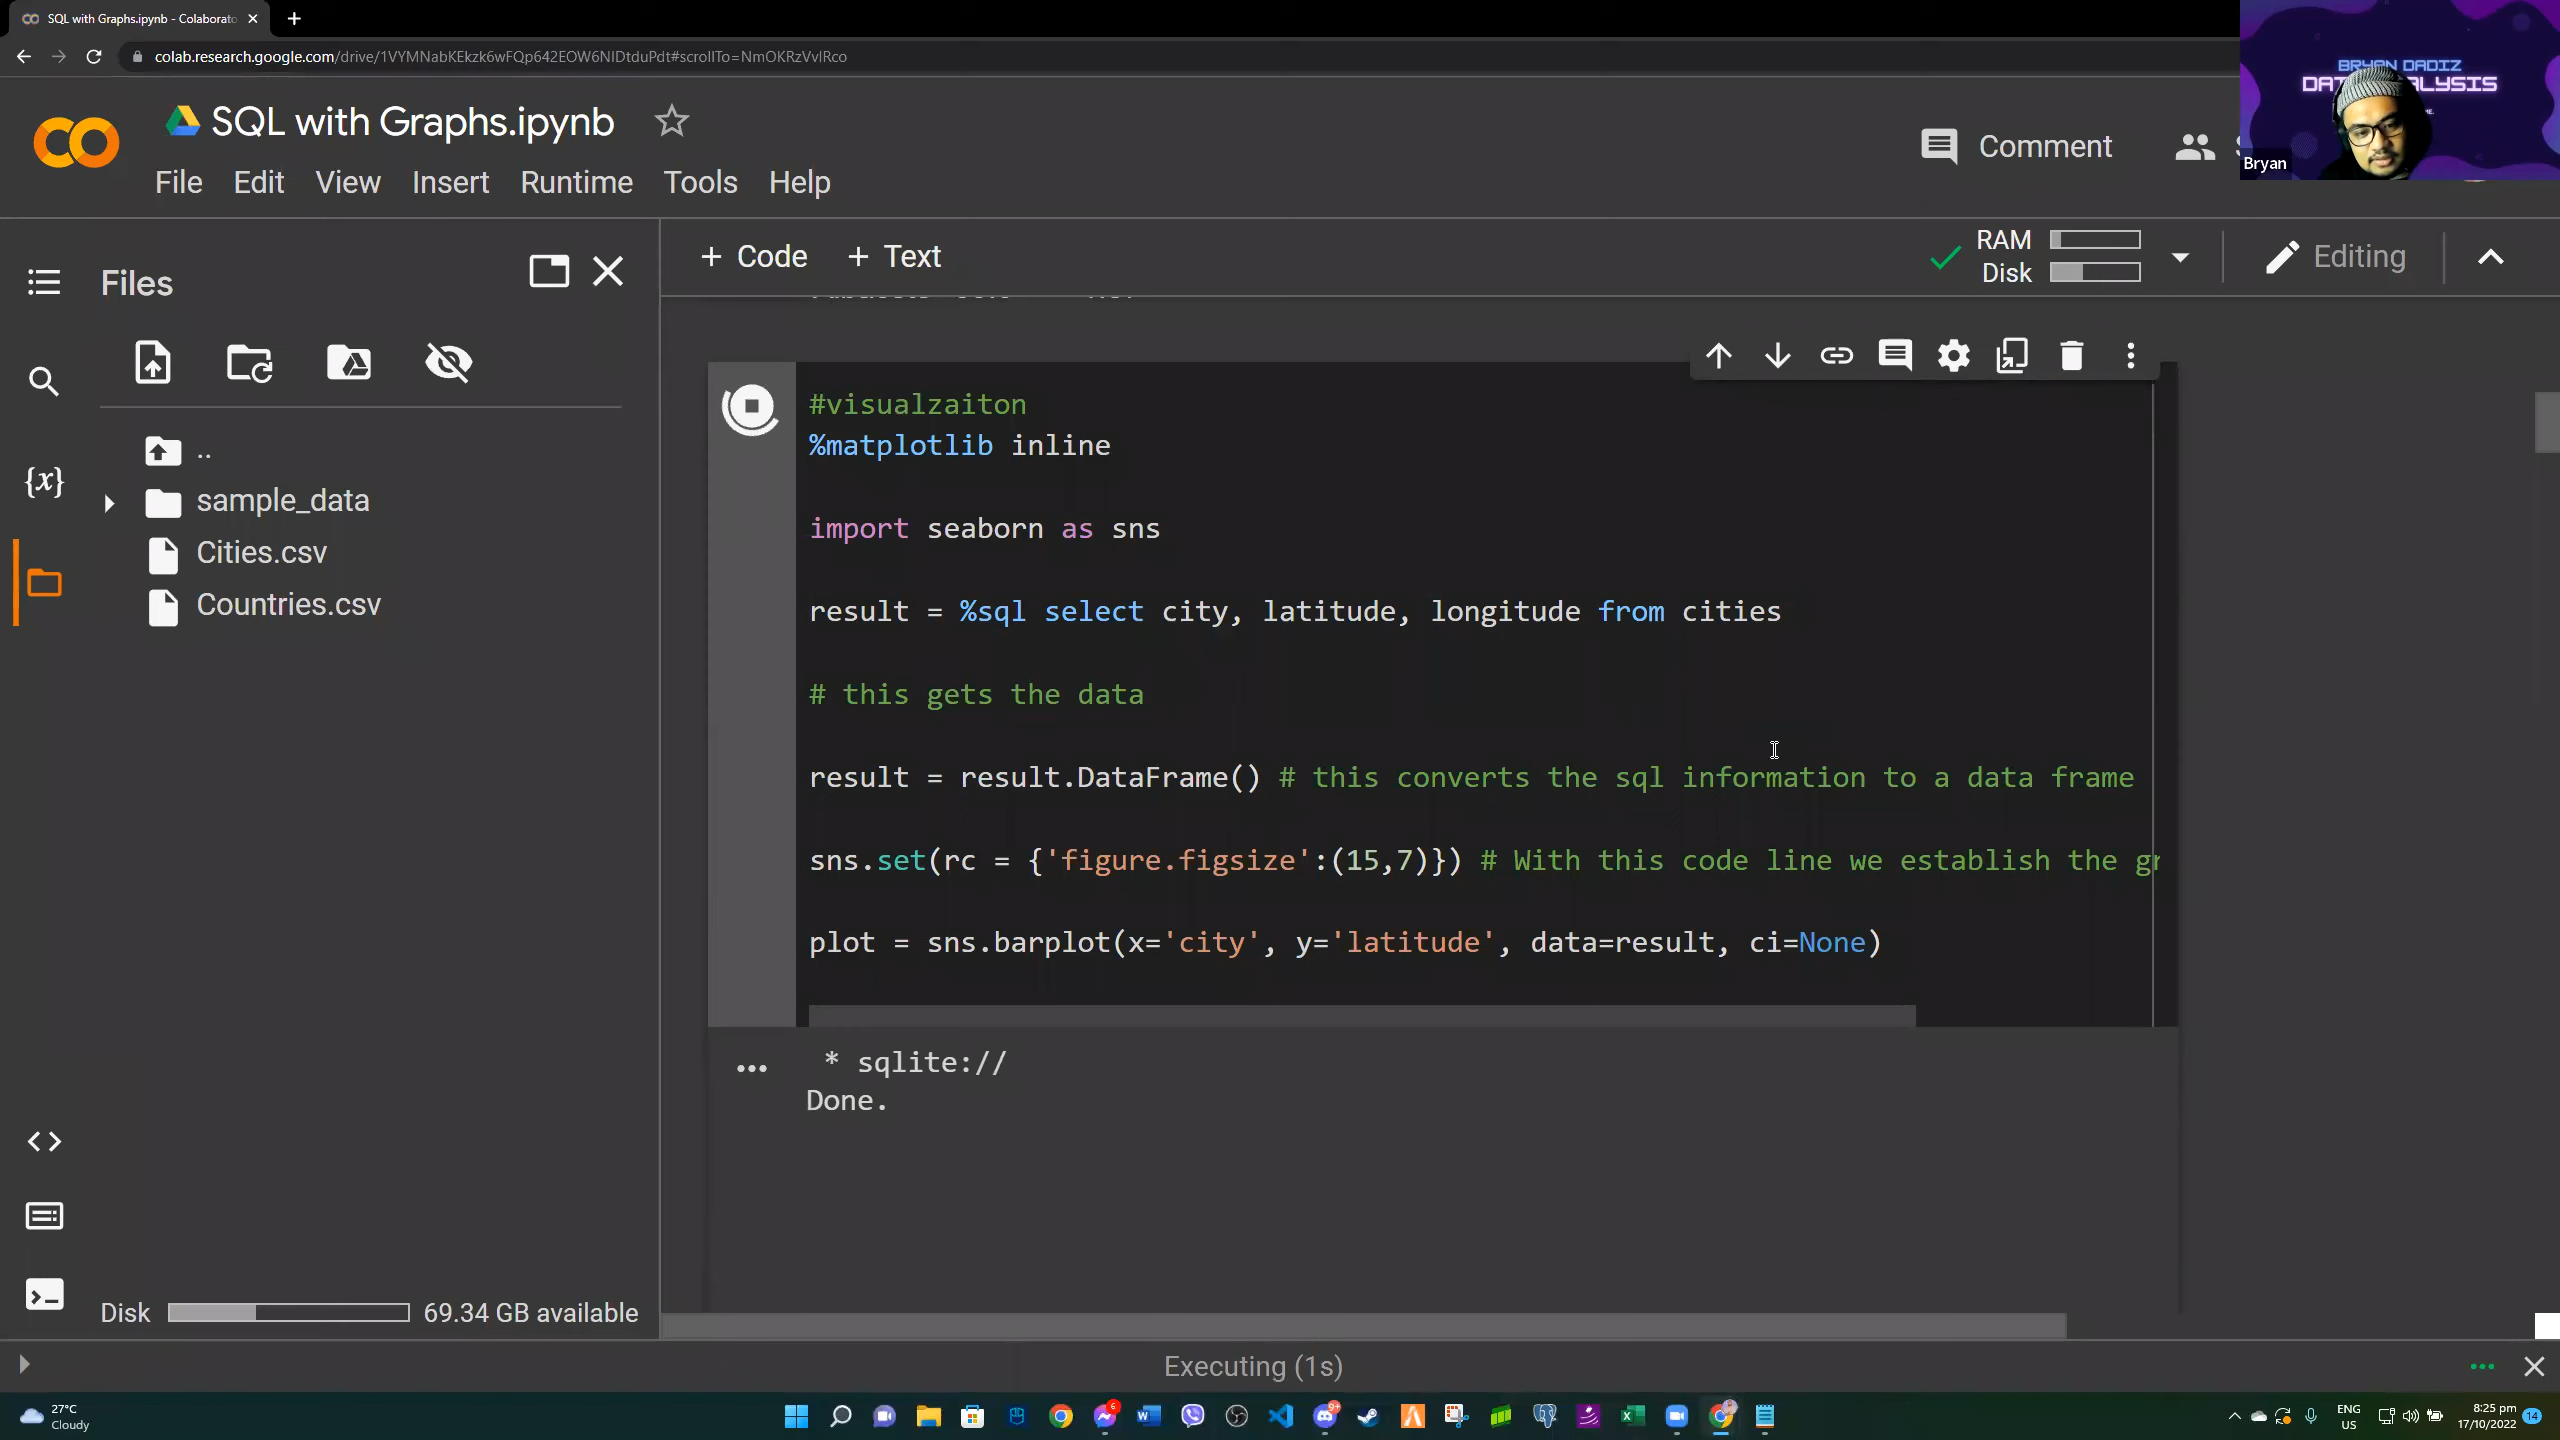 SQL with Graphs.ipynb - Colaborato
colab.research.google.com/drive/1VYMNabKEkzk6wFQp642EOW6NIDtduPdt#scrollTo=NmOKRzVvlRco
BRYAN DADIZ
Bryan
SQL with Graphs.ipynb
Comment
File Edit View Insert Runtime Tools Help
Files
+ Code + Text
RAM
Disk
Editing
..
sample_data
Cities.csv
Countries.csv
{x}
#visualzaiton
%matplotlib inline
import seaborn as sns
result = %sql select city, latitude, longitude from cities
# this gets the data
result = result.DataFrame() # this converts the sql information to a data frame
sns.set(rc = {'figure.figsize':(15,7)}) # With this code line we establish the gr
plot = sns.barplot(x='city', y='latitude', data=result, ci=None)
* sqlite://
Done.
Disk 69.34 GB available
Executing (1s)
27°C
Cloudy
ENG
US
8:25 pm
17/10/2022
14